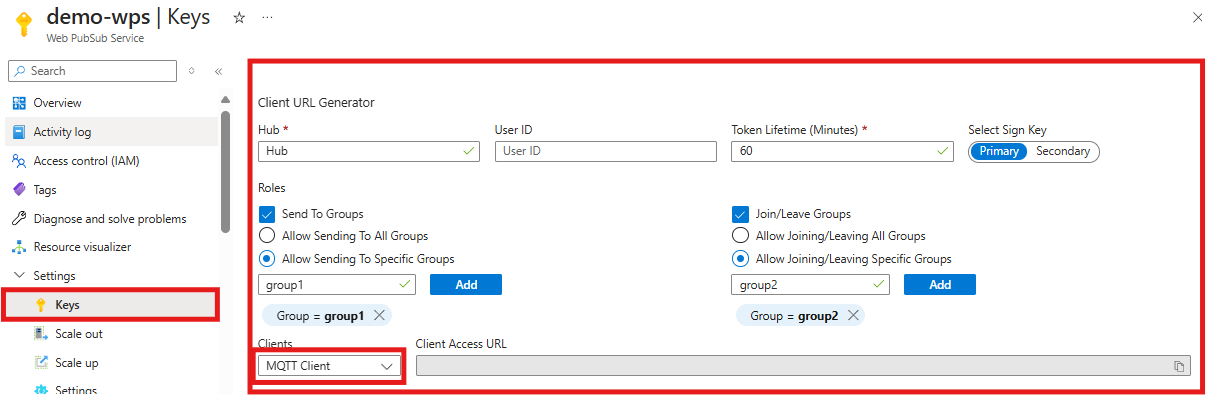 demo-wps | Keys ☆ ...
Web PubSub Service
Search
Overview
Activity log
Access control (IAM)
Tags
Diagnose and solve problems
Resource visualizer
Settings
Keys
Scale out
Scale up
Settings
Client URL Generator
Hub * User ID Token Lifetime (Minutes) * Select Sign Key
Hub User ID 60 Primary Secondary
Roles
Send To Groups Join/Leave Groups
Allow Sending To All Groups Allow Joining/Leaving All Groups
Allow Sending To Specific Groups Allow Joining/Leaving Specific Groups
group1 Add group2 Add
Group = group1 Group = group2
Clients Client Access URL
MQTT Client